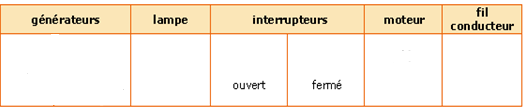 générateurs lampe interrupteurs moteur fil conducteur
ouvert fermé